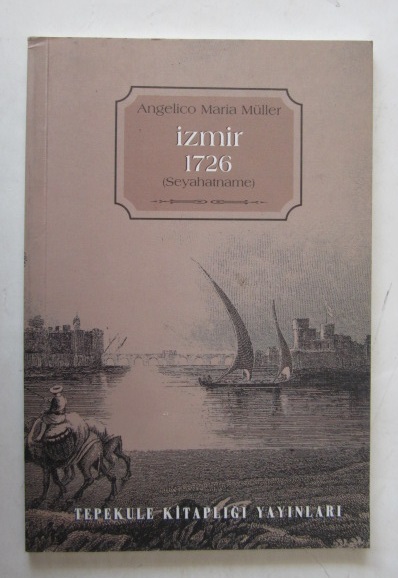 Angelico Maria Müller
izmir
1726
(Seyahatname)
TEPEKULE KİTAPLIĞI YAYINLARI